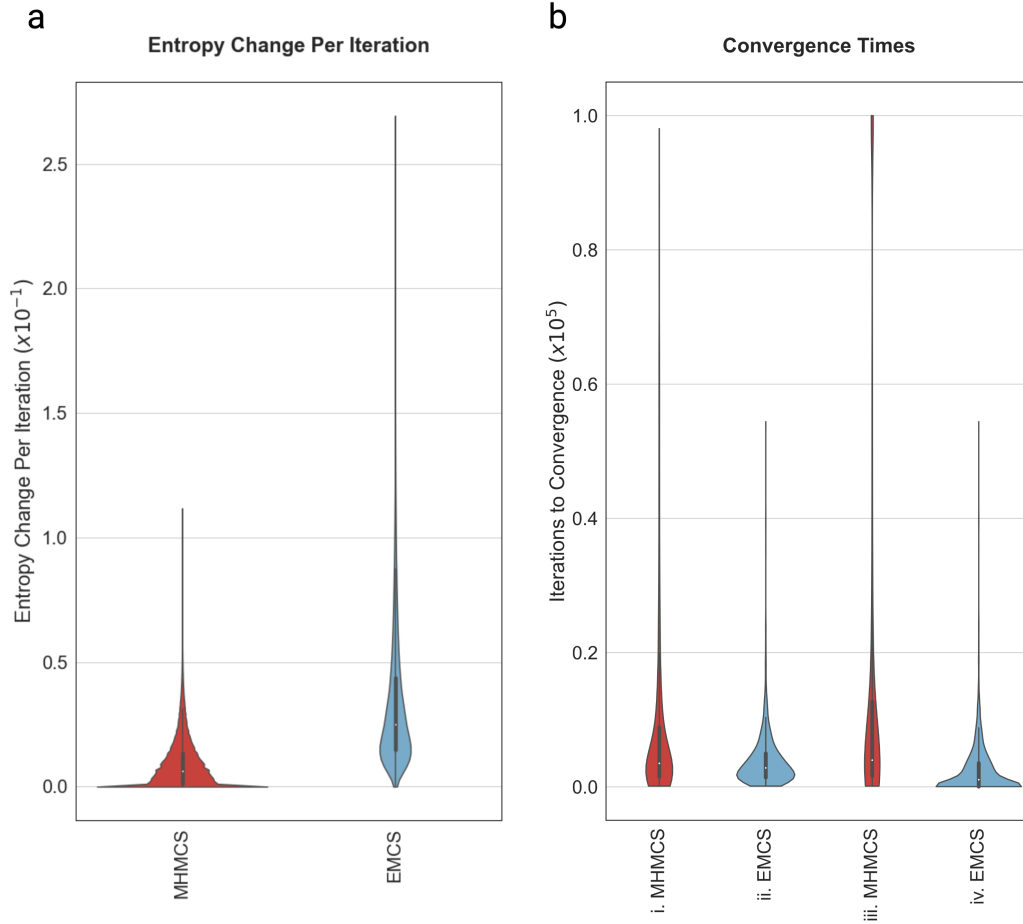 a
Entropy Change Per Iteration
Entropy Change Per Iteration (x10⁻¹)
2.5
2.0
1.5
1.0
0.5
0.0
MHMCS
EMCS
b
Convergence Times
Iterations to Convergence (x10⁵)
1.0
0.8
0.6
0.4
0.2
0.0
i. MHMCS
ii. EMCS
iii. MHMCS
iv. EMCS